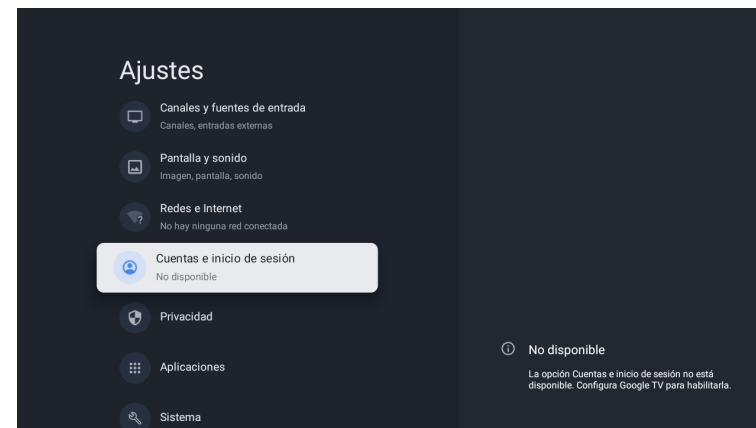 Ajustes
Canales y fuentes de entrada
Canales, entradas externas
Pantalla y sonido
Imagen, pantalla, sonido
Redes e Internet
No hay ninguna red conectada
Cuentas e inicio de sesión
No disponible
Privacidad
Aplicaciones
Sistema
No disponible
La opción Cuentas e inicio de sesión no está
disponible. Configura Google TV para habilitarla.